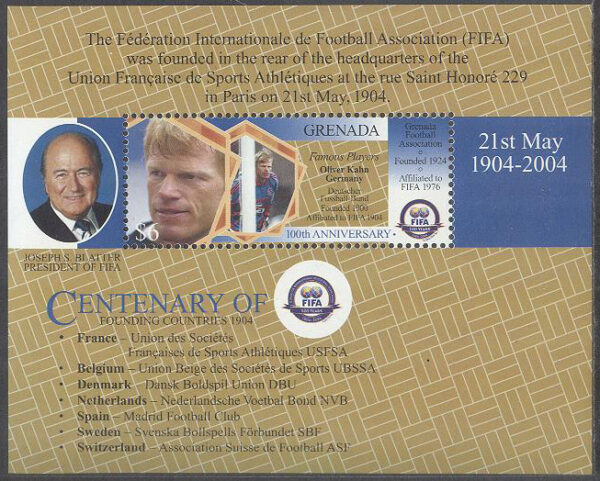 The Fédération Internationale de Football Association (FIFA)
was founded in the rear of the headquarters of the
Union Française de Sports Athlétiques at the rue Saint Honoré 229
in Paris on 21st May, 1904.
GRENADA
Famous Players
Oliver Kahn
Germany
Deutscher
Fussball-Bund
Founded 1900
Affiliated to FIFA 1904
100th ANNIVERSARY
$6
Grenada
Football
Association
Founded 1924
Affiliated to
FIFA 1976
FIFA
100 YEARS
21st May
1904-2004
JOSEPH S. BLATTER
PRESIDENT OF FIFA
CENTENARY OF
FIFA
FOUNDING COUNTRIES 1904
• France – Union des Sociétés
Françaises de Sports Athlétiques USFSA
• Belgium – Union Beige des Sociétés de Sports UBSSA
• Denmark – Dansk Boldspil Union DBU
• Netherlands – Nederlandsche Voetbal Bond NVB
• Spain – Madrid Football Club
• Sweden – Svenska Bollspells Förbundet SBF
• Switzerland – Association Suisse de Football ASF